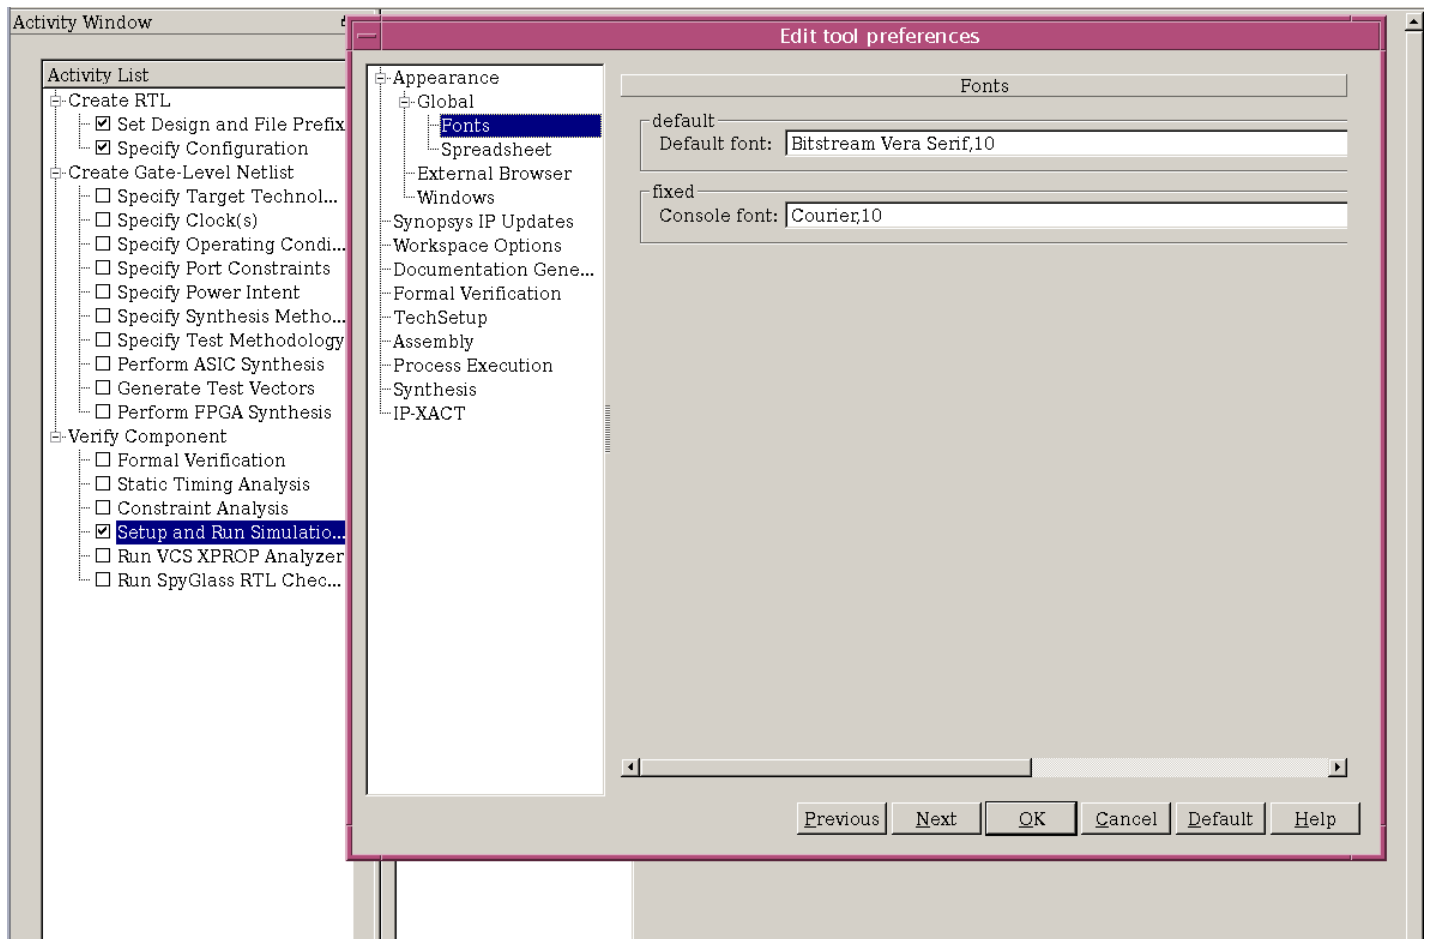 Activity Window
Activity List
Create RTL
Set Design and File Prefix
Specify Configuration
Create Gate-Level Netlist
Specify Target Technol...
Specify Clock(s)
Specify Operating Condi...
Specify Port Constraints
Specify Power Intent
Specify Synthesis Metho...
Specify Test Methodology
Perform ASIC Synthesis
Generate Test Vectors
Perform FPGA Synthesis
Verify Component
Formal Verification
Static Timing Analysis
Constraint Analysis
Setup and Run Simulatio...
Run VCS XPROP Analyzer
Run SpyGlass RTL Chec...
Edit tool preferences
Appearance
Global
Fonts
Spreadsheet
External Browser
Windows
Synopsys IP Updates
Workspace Options
Documentation Gene...
Formal Verification
TechSetup
Assembly
Process Execution
Synthesis
IP-XACT
Fonts
default
Default font: Bitstream Vera Serif,10
fixed
Console font: Courier,10
Previous Next OK Cancel Default Help